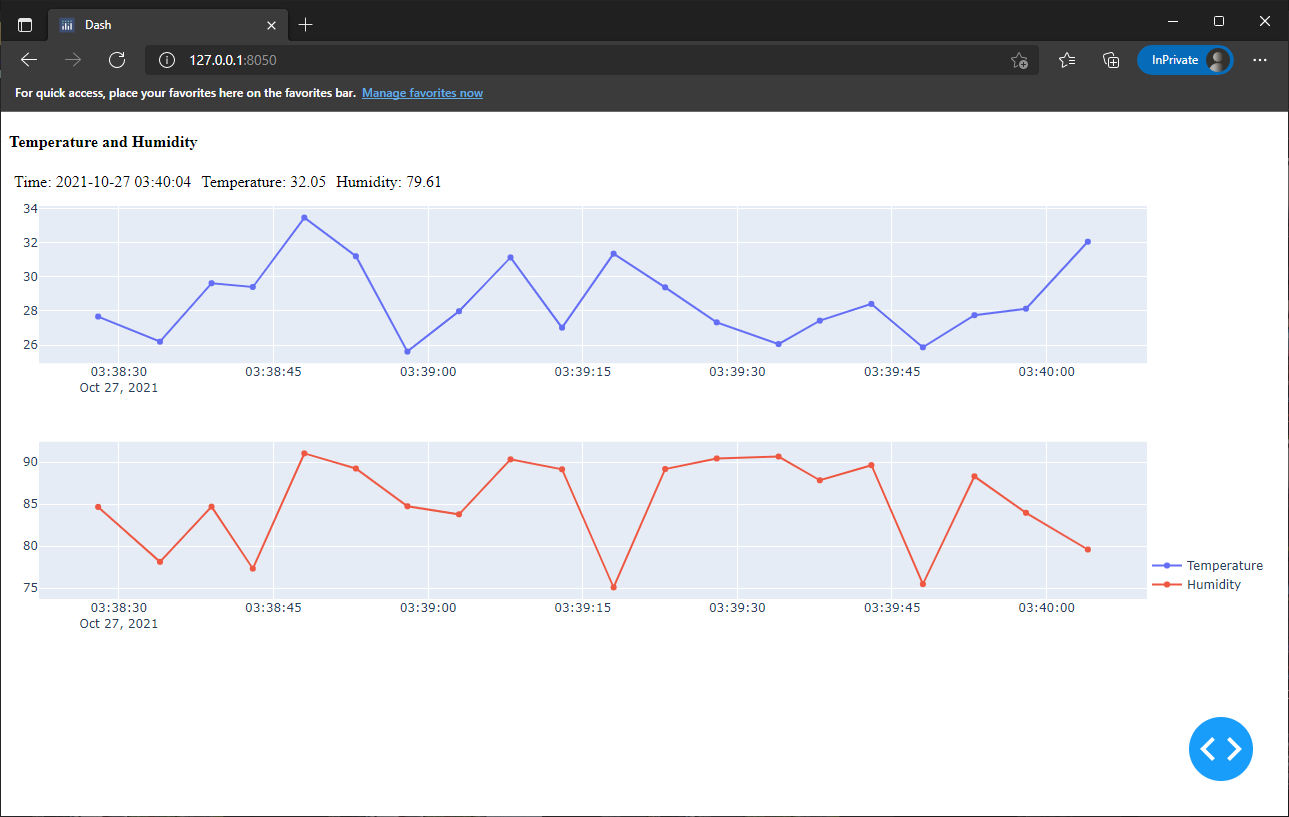 Dash
127.0.0.1:8050
InPrivate
For quick access, place your favorites here on the favorites bar. Manage favorites now
Temperature and Humidity
Time: 2021-10-27 03:40:04 Temperature: 32.05 Humidity: 79.61
34
32
30
28
26
03:38:30 03:38:45 03:39:00 03:39:15 03:39:30 03:39:45 03:40:00
Oct 27, 2021
90
85
80
75
Temperature
Humidity
03:38:30 03:38:45 03:39:00 03:39:15 03:39:30 03:39:45 03:40:00
Oct 27, 2021